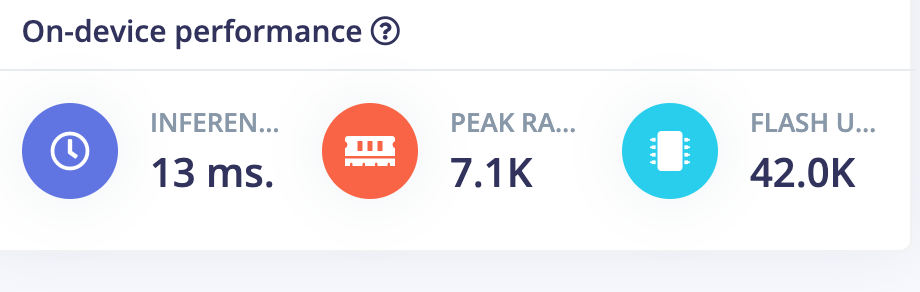 On-device performance
INFEREN...
13 ms.
PEAK RA...
7.1K
FLASH U...
42.0K